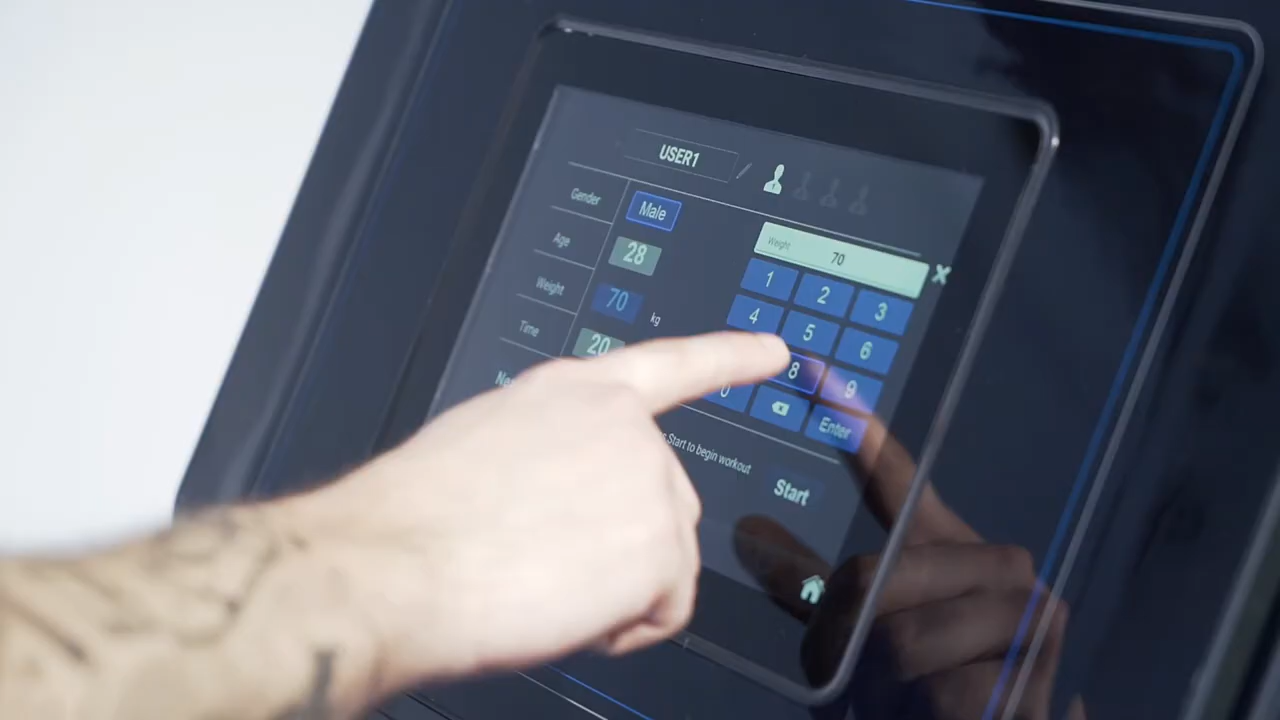 USER1
Gender Male
Age 28
Weight 70 kg
Time 20
Weight 70
1 2 3
4 5 6
8 9
0
Enter
Start to begin workout
Start